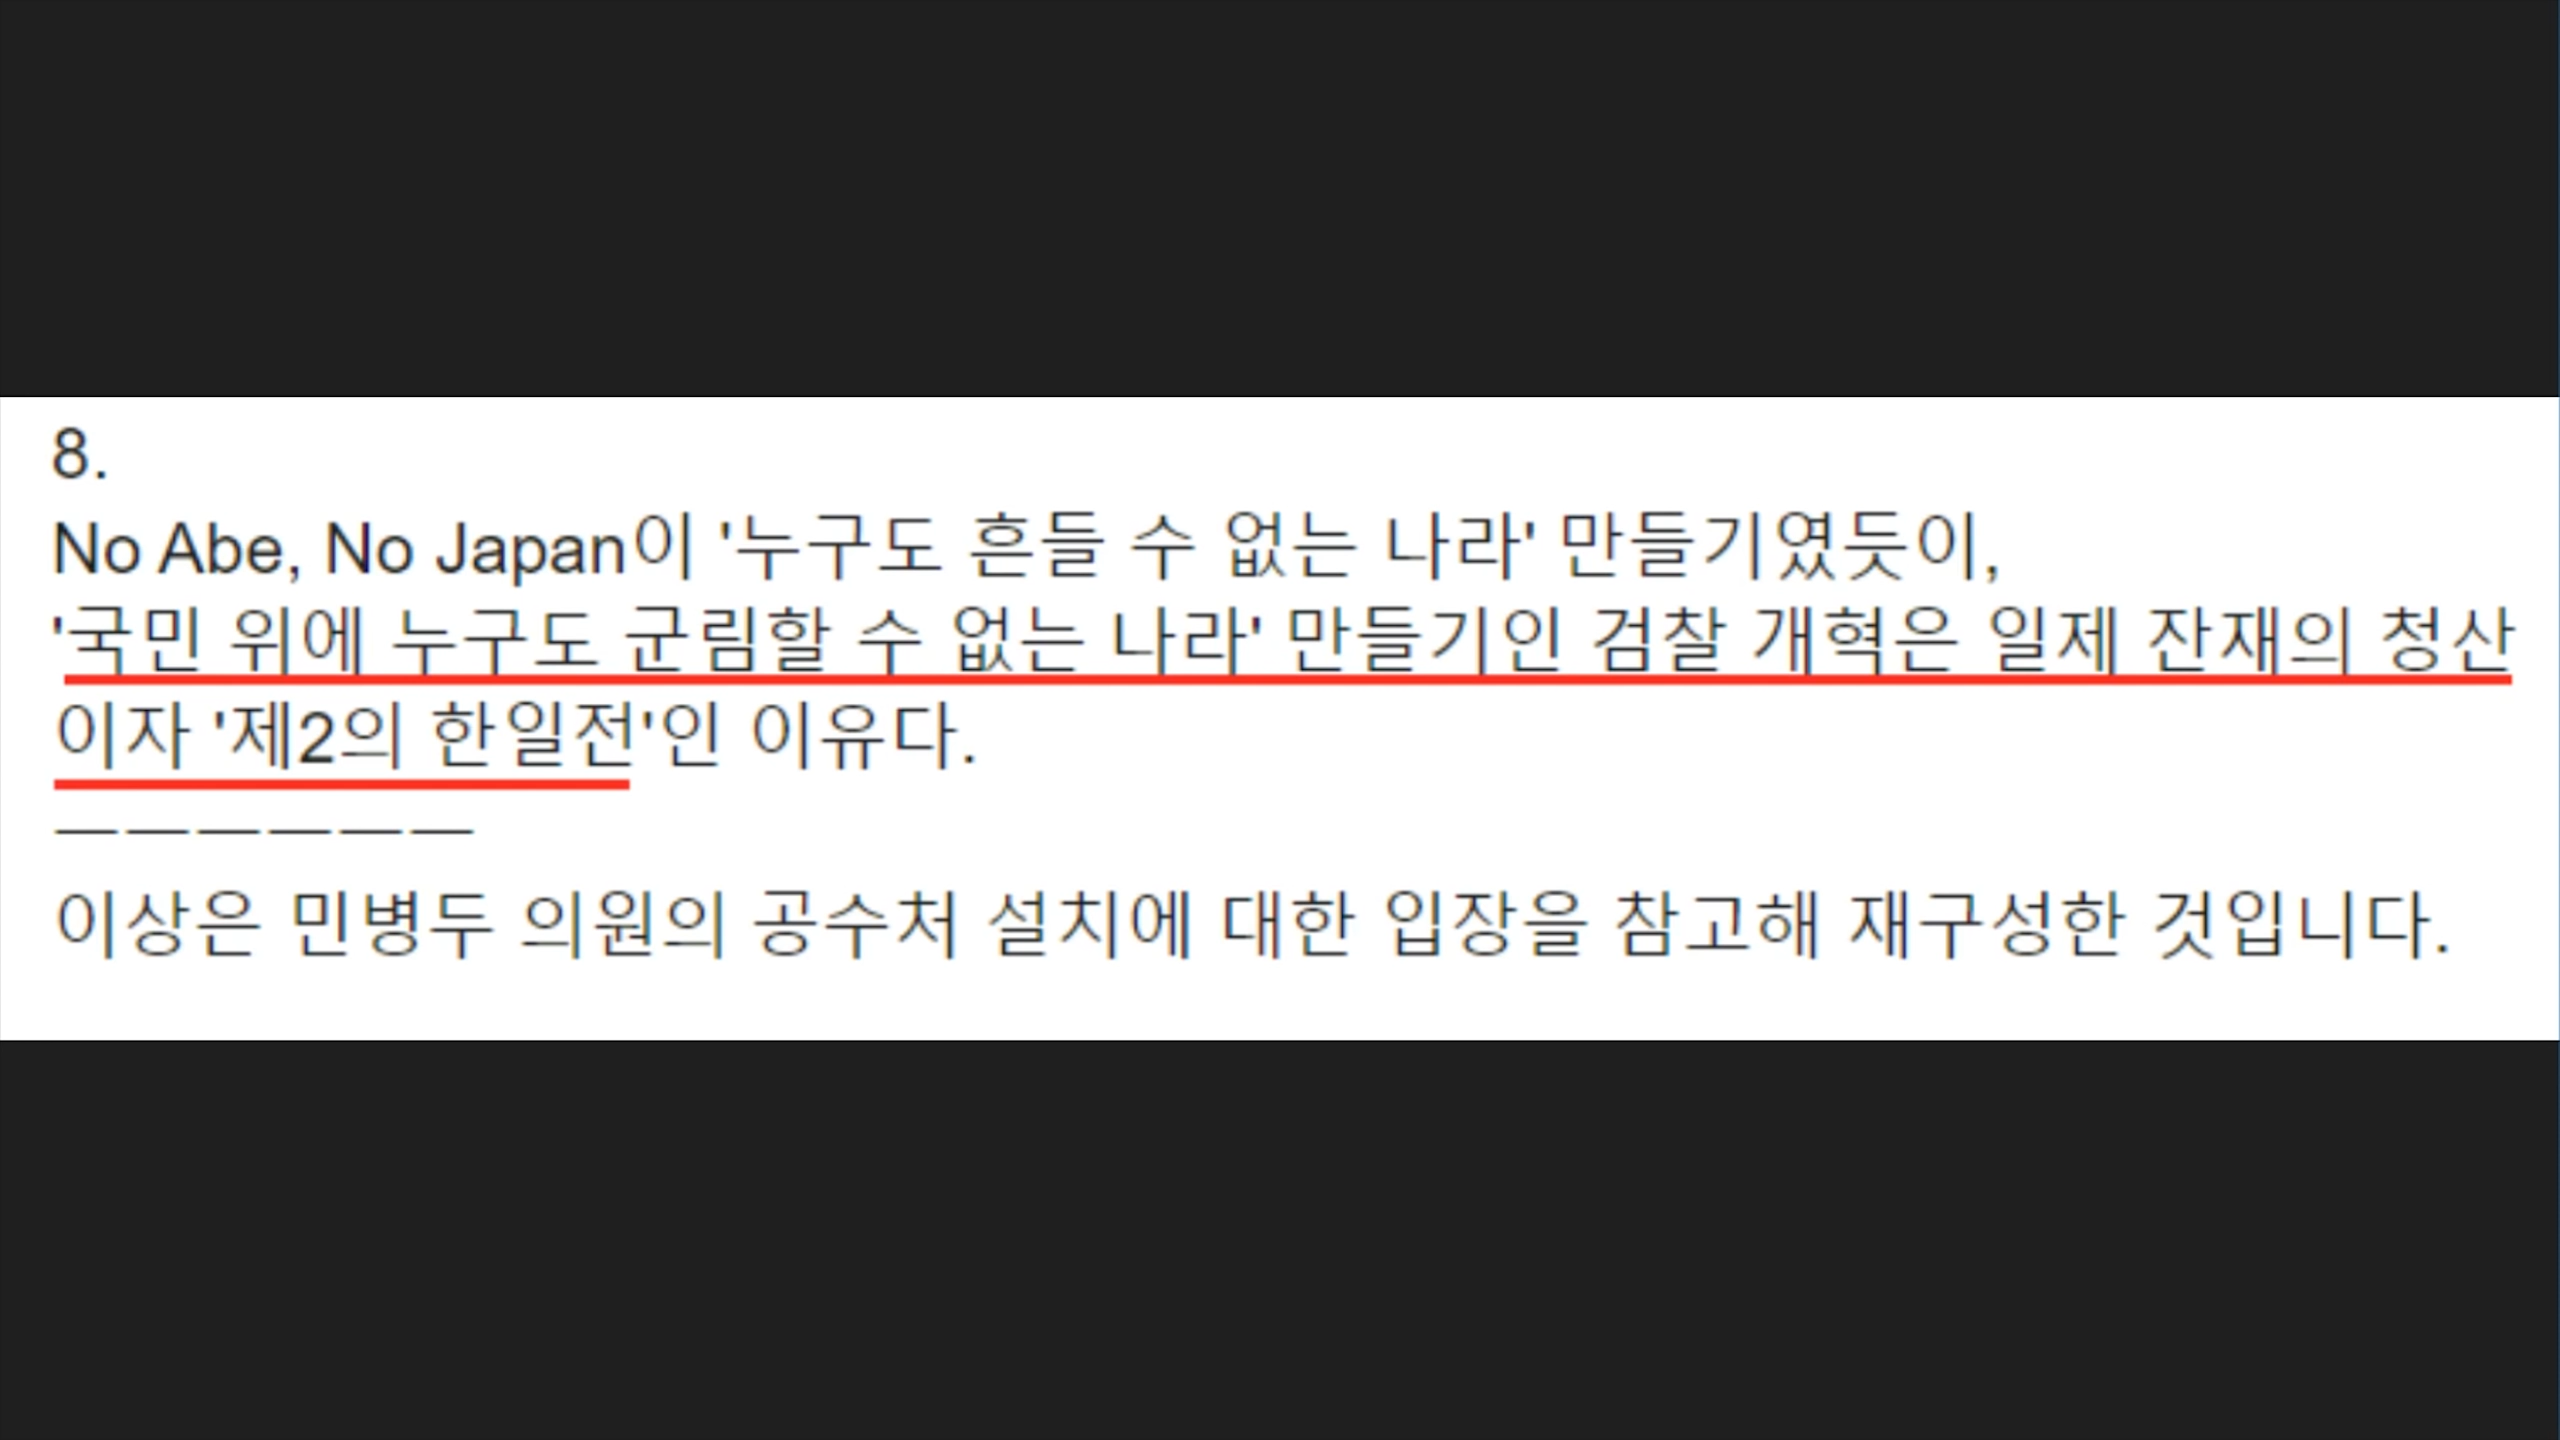 8.
No Abe, No Japan이 '누구도 흔들 수 없는 나라' 만들기였듯이,
'국민 위에 누구도 군림할 수 없는 나라' 만들기인 검찰 개혁은 일제 잔재의 청산
이자 '제2의 한일전'인 이유다.
ㅡㅡㅡㅡㅡㅡ
이상은 민병두 의원의 공수처 설치에 대한 입장을 참고해 재구성한 것입니다.